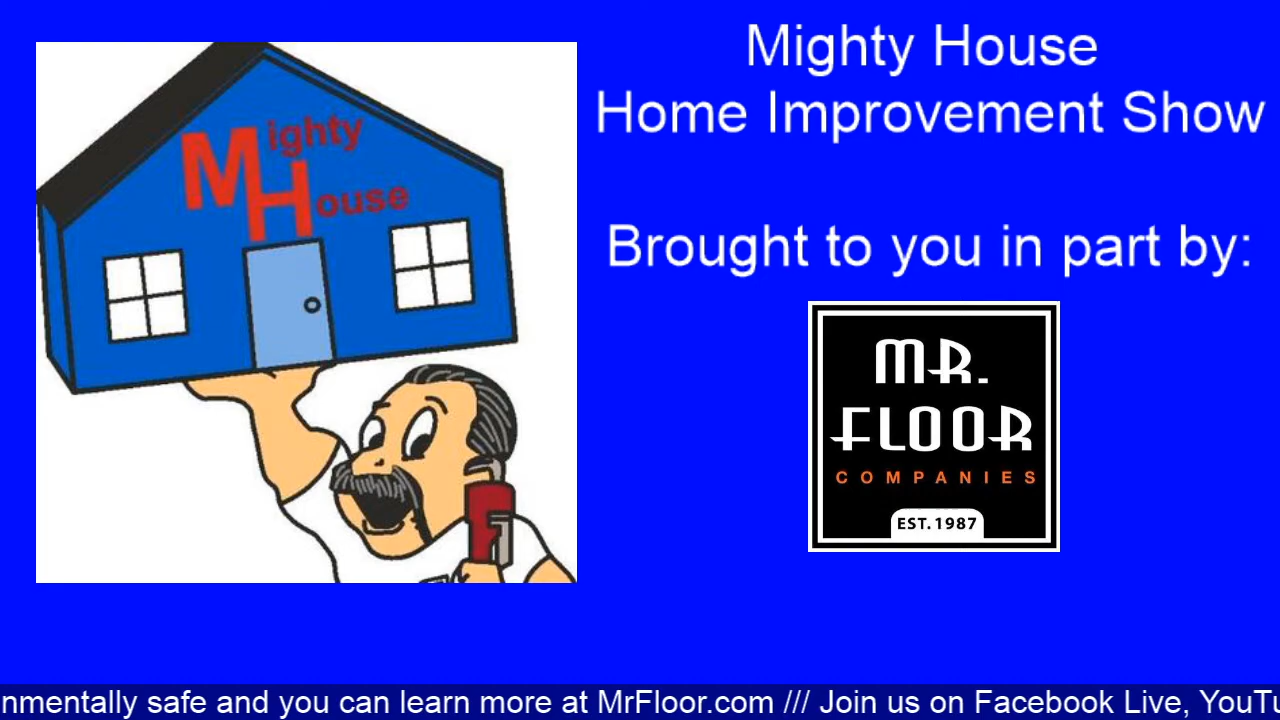 Mighty House
Home Improvement Show
Brought to you in part by:
Mighty
House
MR.
FLOOR
COMPANIES
EST. 1987
nmentally safe and you can learn more at MrFloor.com /// Join us on Facebook Live, YouTu